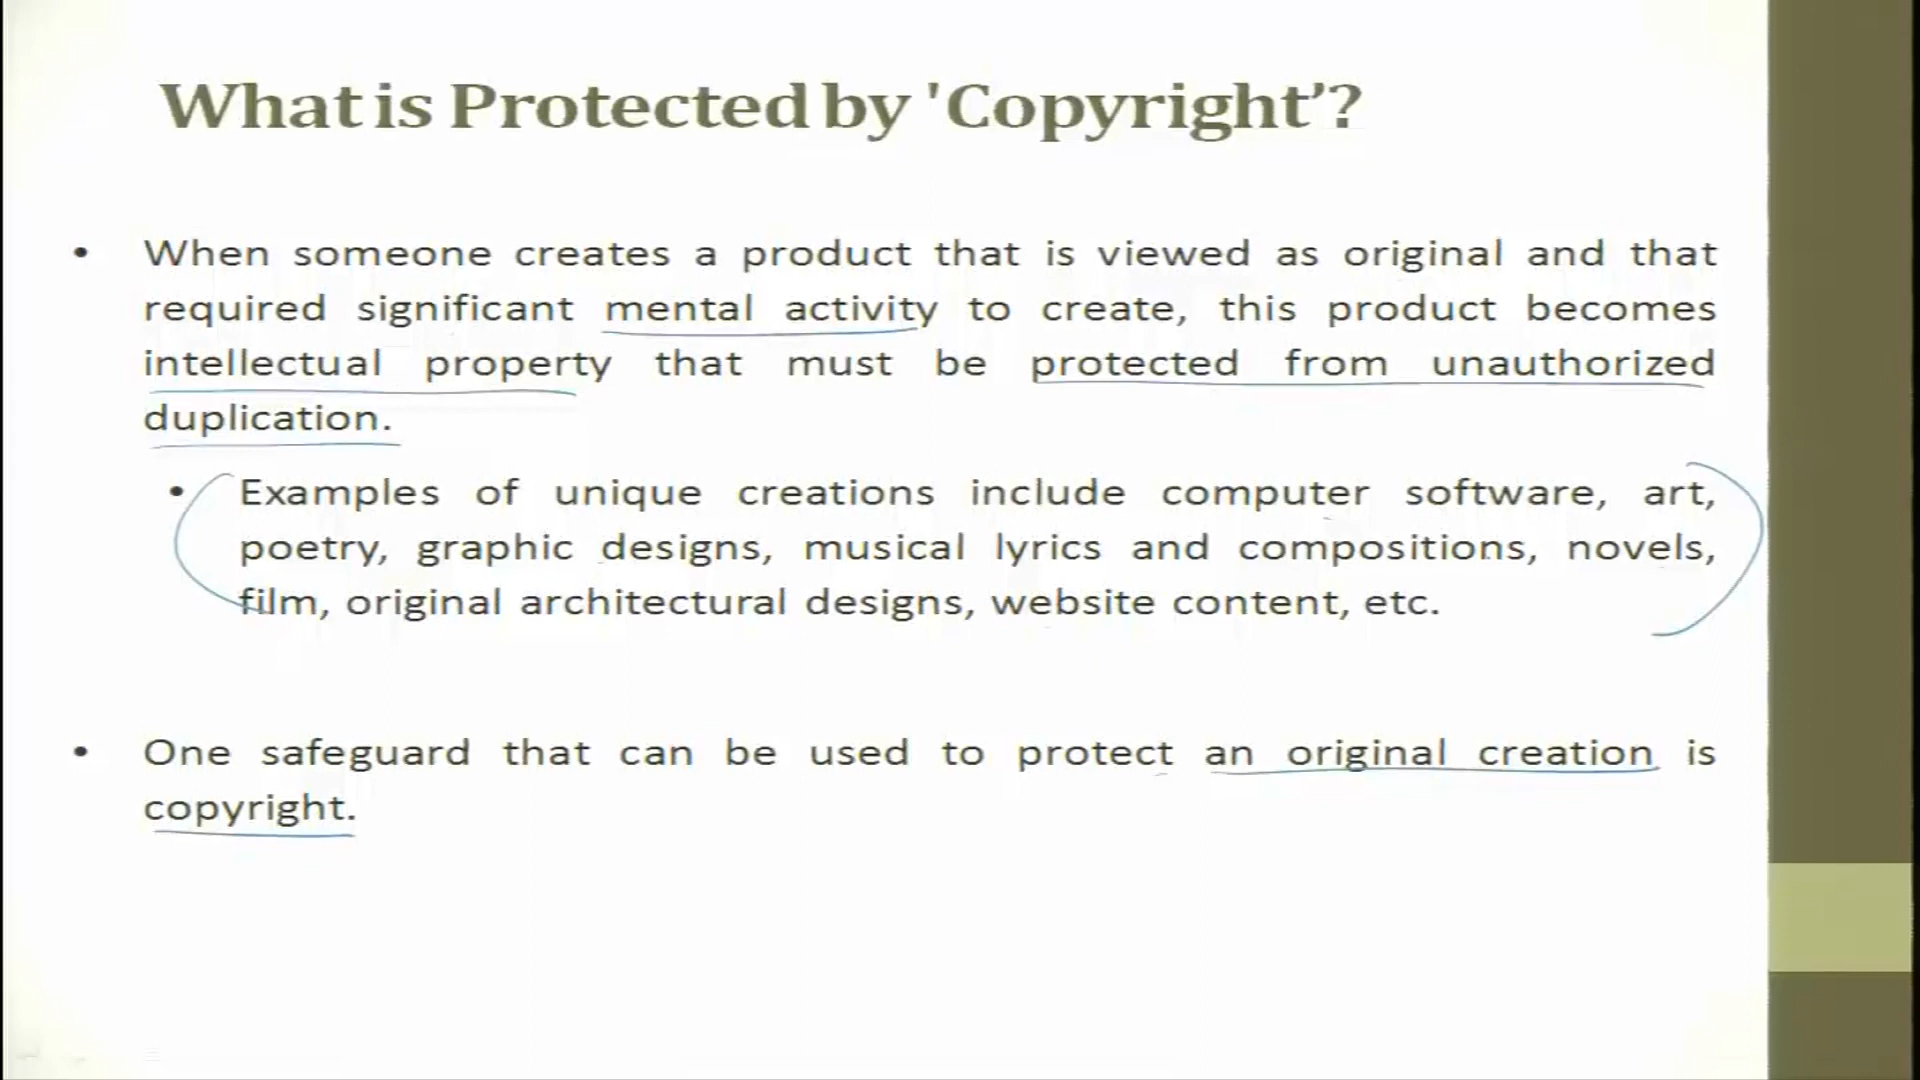 What is Protected by 'Copyright’?
• When someone creates a product that is viewed as original and that
required significant mental activity to create, this product becomes
intellectual property that must be protected from unauthorized
duplication.
• Examples of unique creations include computer software, art,
poetry, graphic designs, musical lyrics and compositions, novels,
film, original architectural designs, website content, etc.
• One safeguard that can be used to protect an original creation is
copyright.